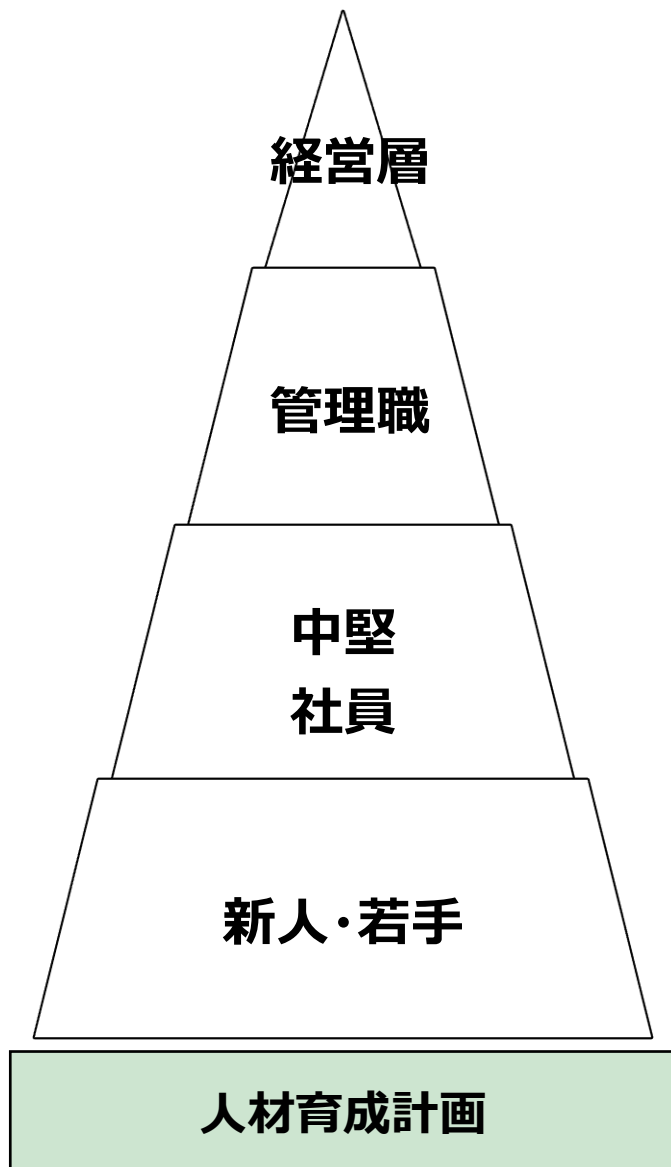 経営層
管理職
中堅
社員
新人・若手
人材育成計画